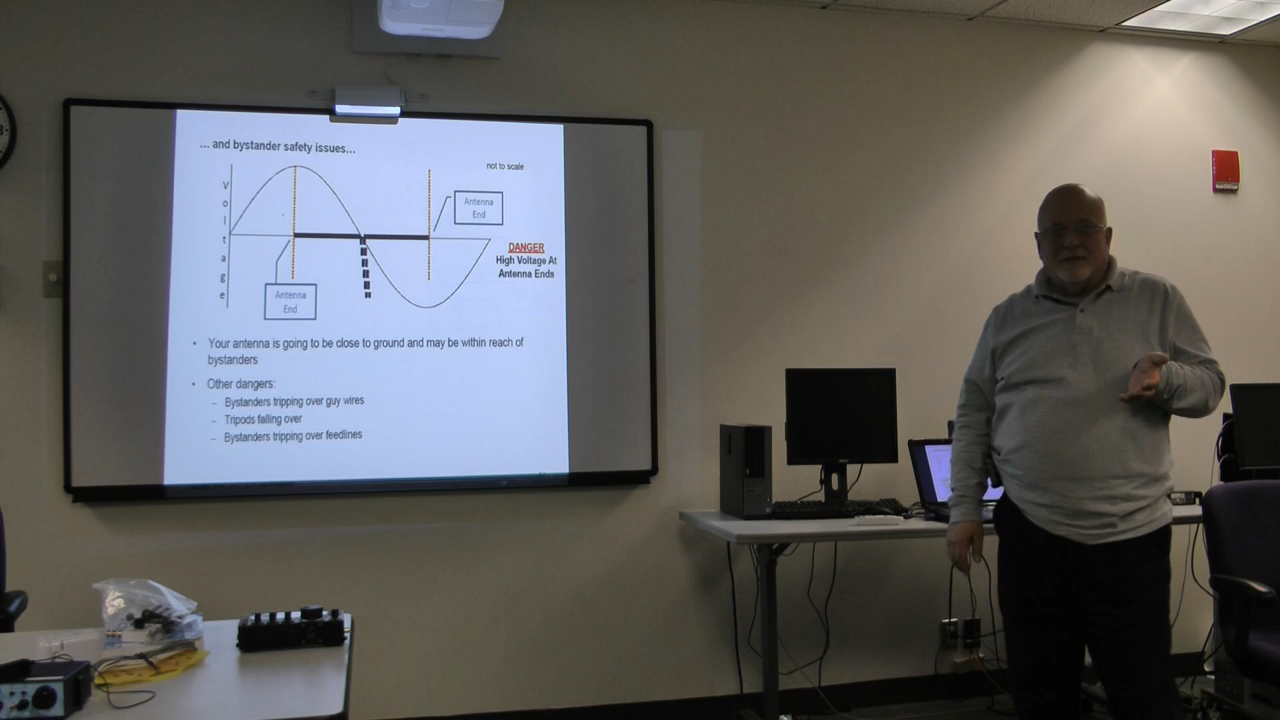 ... and bystander safety issues...
not to scale
Voltage
Antenna
End
DANGER
High Voltage At
Antenna Ends
Antenna
End
• Your antenna is going to be close to ground and may be within reach of
bystanders
• Other dangers:
– Bystanders tripping over guy wires
– Tripods falling over
– Bystanders tripping over feedlines